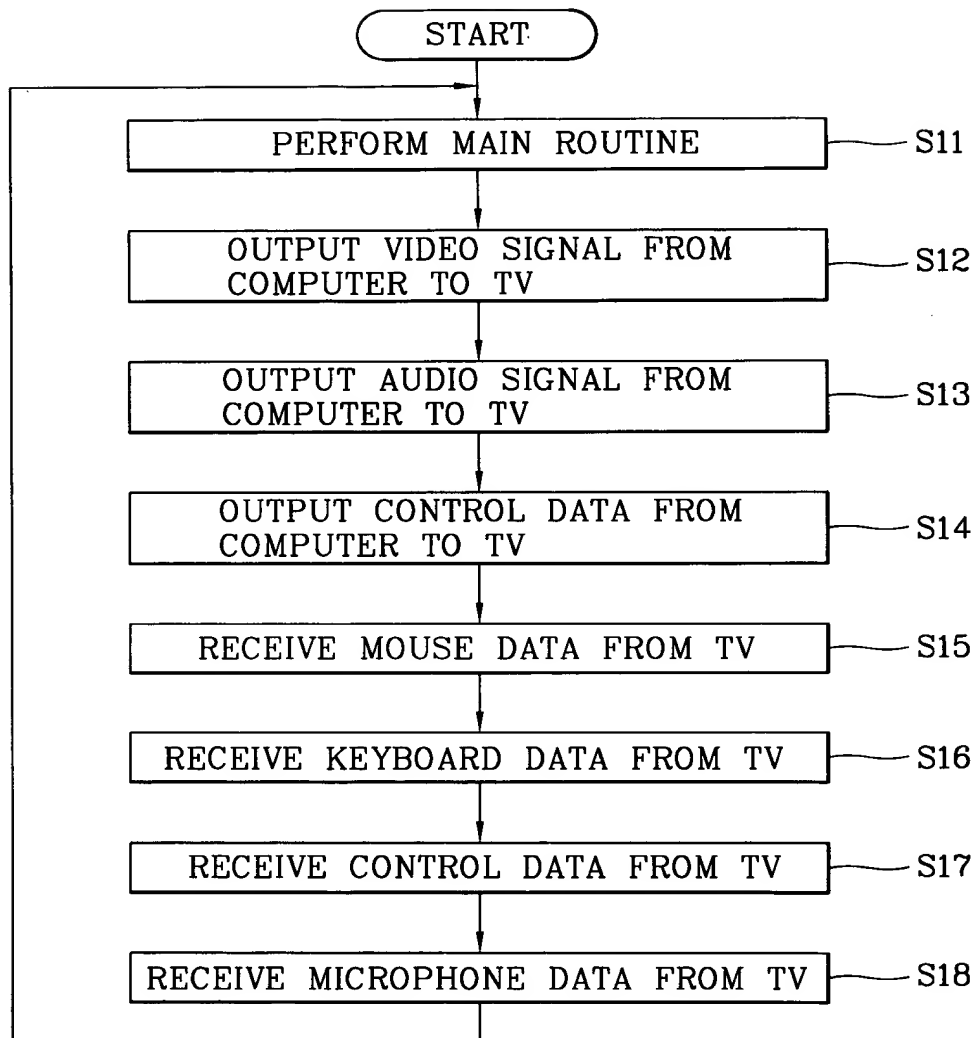 START
PERFORM MAIN ROUTINE
S11
OUTPUT VIDEO SIGNAL FROM
COMPUTER TO TV
S12
OUTPUT AUDIO SIGNAL FROM
COMPUTER TO TV
S13
OUTPUT CONTROL DATA FROM
COMPUTER TO TV
S14
RECEIVE MOUSE DATA FROM TV
S15
RECEIVE KEYBOARD DATA FROM TV
S16
RECEIVE CONTROL DATA FROM TV
S17
RECEIVE MICROPHONE DATA FROM TV
S18